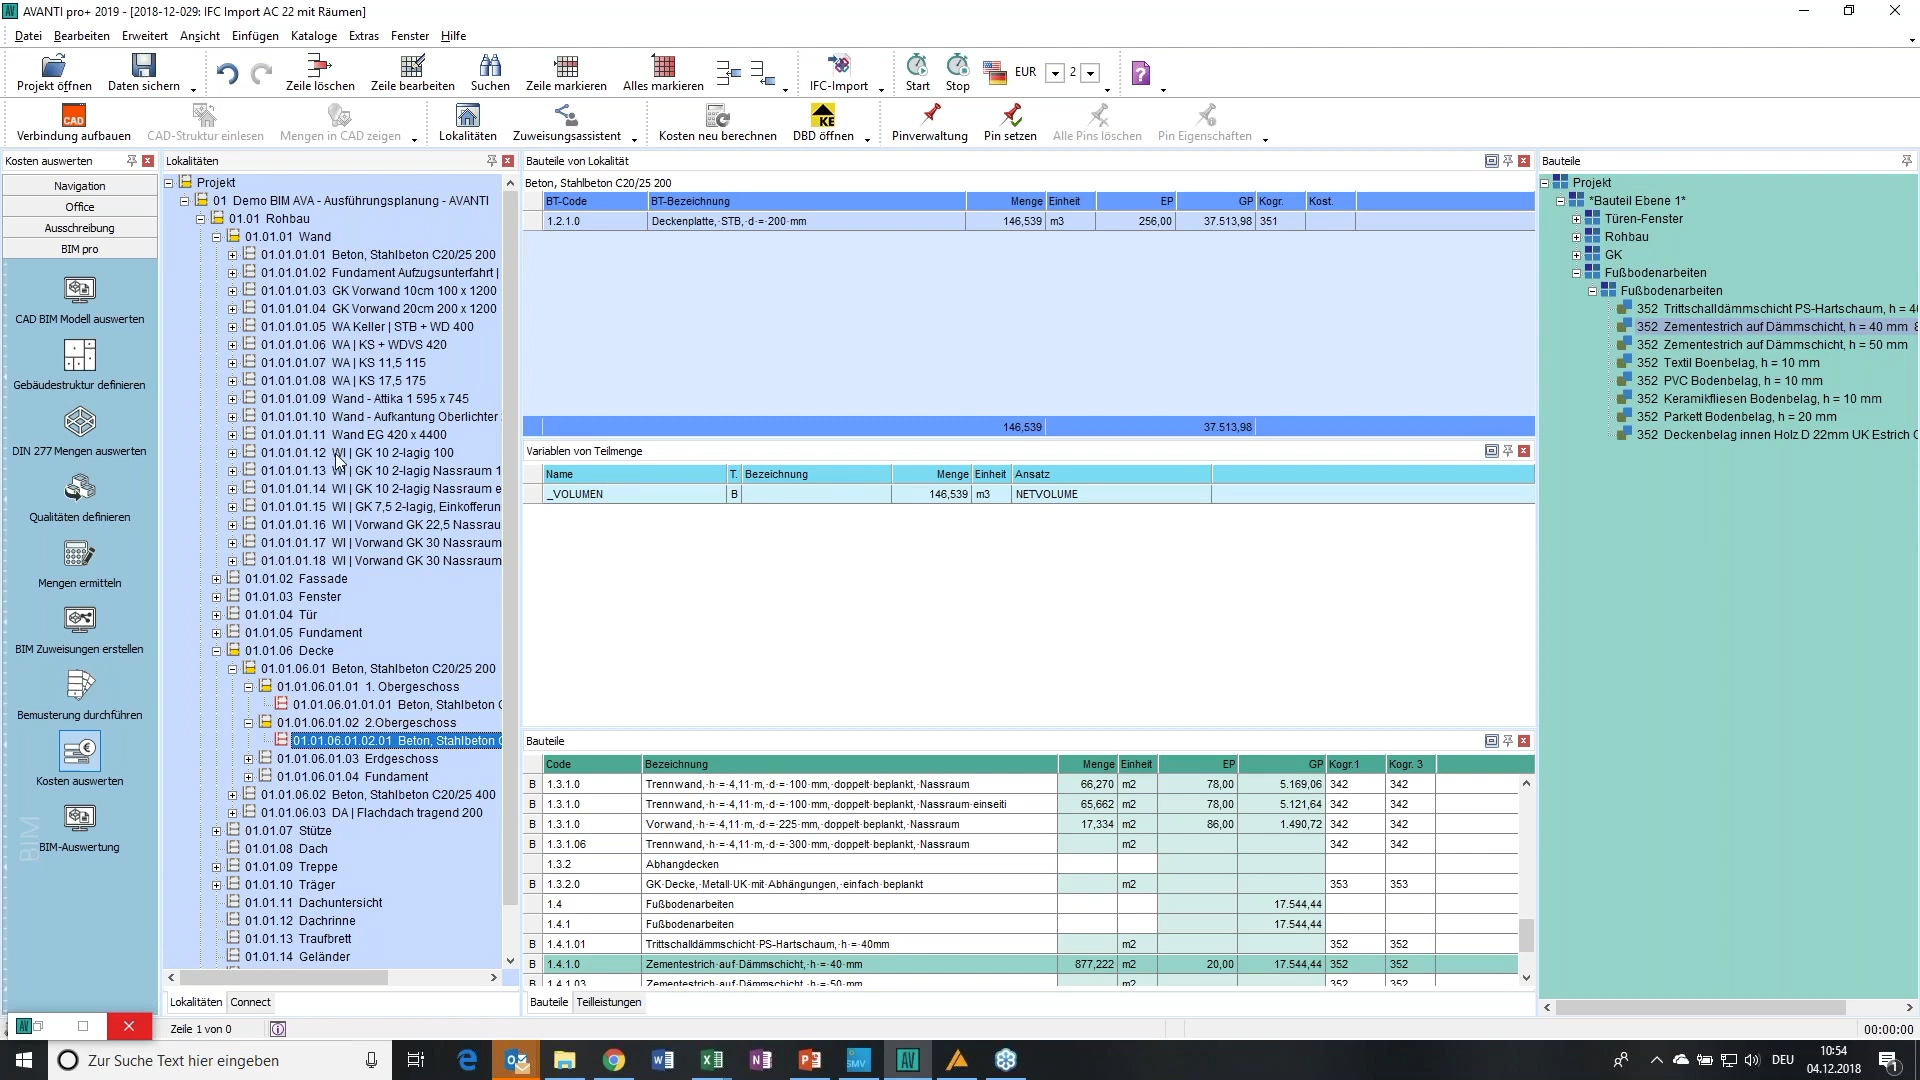 AVANTI pro+ 2019 - [2018-12-029: IFC Import AC 22 mit Räumen]
Datei Bearbeiten Erweitert Ansicht Einfügen Kataloge Extras Fenster Hilfe
Projekt öffnen Daten sichern Zeile löschen Zeile bearbeiten Suchen Zeile markieren Alles markieren IFC-Import Start Stop EUR 2
CAD
KE
Verbindung aufbauen CAD-Struktur einlesen Mengen in CAD zeigen Lokalitäten Zuweisungsassistent Kosten neu berechnen DBD öffnen Pinverwaltung Pin setzen Alle Pins löschen Pin Eigenschaften
Kosten auswerten
Navigation
Office
Ausschreibung
BIM pro
CAD BIM Modell auswerten
Gebäudestruktur definieren
DIN 277 Mengen auswerten
Qualitäten definieren
Mengen ermitteln
BIM Zuweisungen erstellen
Bemusterung durchführen
Kosten auswerten
BIM-Auswertung
BIM
Lokalitäten
Projekt
01 Demo BIM AVA - Ausführungsplanung - AVANTI
01.01 Rohbau
01.01.01 Wand
01.01.01.01 Beton, Stahlbeton C20/25 200
01.01.01.02 Fundament Aufzugsunterfahrt |
01.01.01.03 GK Vorwand 10cm 100 x 1200
01.01.01.04 GK Vorwand 20cm 200 x 1200
01.01.01.05 WA Keller | STB + WD 400
01.01.01.06 WA | KS + WDVS 420
01.01.01.07 WA | KS 11,5 115
01.01.01.08 WA | KS 17,5 175
01.01.01.09 Wand - Attika 1 595 x 745
01.01.01.10 Wand - Aufkantung Oberlichter
01.01.01.11 Wand EG 420 x 4400
01.01.01.12 WI | GK 10 2-lagig 100
01.01.01.13 WI | GK 10 2-lagig Nassraum 1
01.01.01.14 WI | GK 10 2-lagig Nassraum e
01.01.01.15 WI | GK 7,5 2-lagig, Einkofferun
01.01.01.16 WI | Vorwand GK 22,5 Nassrau
01.01.01.17 WI | Vorwand GK 30 Nassraum
01.01.01.18 WI | Vorwand GK 30 Nassraum
01.01.02 Fassade
01.01.03 Fenster
01.01.04 Tür
01.01.05 Fundament
01.01.06 Decke
01.01.06.01 Beton, Stahlbeton C20/25 200
01.01.06.01.01 1. Obergeschoss
01.01.06.01.01.01 Beton, Stahlbeton C
01.01.06.01.02 2.Obergeschoss
01.01.06.01.02.01 Beton, Stahlbeton C
01.01.06.01.03 Erdgeschoss
01.01.06.01.04 Fundament
01.01.06.02 Beton, Stahlbeton C20/25 400
01.01.06.03 DA | Flachdach tragend 200
01.01.07 Stütze
01.01.08 Dach
01.01.09 Treppe
01.01.10 Träger
01.01.11 Dachuntersicht
01.01.12 Dachrinne
01.01.13 Traufbrett
01.01.14 Geländer
Lokalitäten Connect
Bauteile von Lokalität
Beton, Stahlbeton C20/25 200
BT-Code BT-Bezeichnung Menge Einheit EP GP Kogr. Kost.
1.2.1.0 Deckenplatte, STB, d = 200 mm 146,539 m3 256,00 37.513,98 351
146,539 37.513,98
Variablen von Teilmenge
Name T. Bezeichnung Menge Einheit Ansatz
_VOLUMEN B 146,539 m3 NETVOLUME
Bauteile
Code Bezeichnung Menge Einheit EP GP Kogr.1 Kogr. 3
B 1.3.1.0 Trennwand, h = 4,11 m, d = 100 mm, doppelt beplankt, Nassraum 66,270 m2 78,00 5.169,06 342 342
B 1.3.1.0 Trennwand, h = 4,11 m, d = 100 mm, doppelt beplankt, Nassraum einseiti 65,662 m2 78,00 5.121,64 342 342
B 1.3.1.0 Vorwand, h = 4,11 m, d = 225 mm, doppelt beplankt, Nassraum 17,334 m2 86,00 1.490,72 342 342
B 1.3.1.06 Trennwand, h = 4,11 m, d = 300 mm, doppelt beplankt, Nassraum m2 342 342
1.3.2 Abhangdecken
B 1.3.2.0 GK Decke, Metall UK mit Abhängungen, einfach beplankt m2 353 353
1.4 Fußbodenarbeiten 17.544,44
1.4.1 Fußbodenarbeiten 17.544,44
B 1.4.1.01 Trittschalldämmschicht PS-Hartschaum, h = 40mm m2 352 352
B 1.4.1.0 Zementestrich auf Dämmschicht, h = 40 mm 877,222 m2 20,00 17.544,44 352 352
B 1.4.1.03 Zementestrich auf Dämmschicht, h = 50 mm m2 352 352
Bauteile Teilleistungen
Bauteile
Projekt
*Bauteil Ebene 1*
Türen-Fenster
Rohbau
GK
Fußbodenarbeiten
Fußbodenarbeiten
352 Trittschalldämmschicht PS-Hartschaum, h = 4
352 Zementestrich auf Dämmschicht, h = 40 mm 8
352 Zementestrich auf Dämmschicht, h = 50 mm
352 Textil Boenbelag, h = 10 mm
352 PVC Bodenbelag, h = 10 mm
352 Keramikfliesen Bodenbelag, h = 10 mm
352 Parkett Bodenbelag, h = 20 mm
352 Deckenbelag innen Holz D 22mm UK Estrich
Zeile 1 von 0
00:00:00
Zur Suche Text hier eingeben
SMV
AV
DEU
10:54
04.12.2018
1